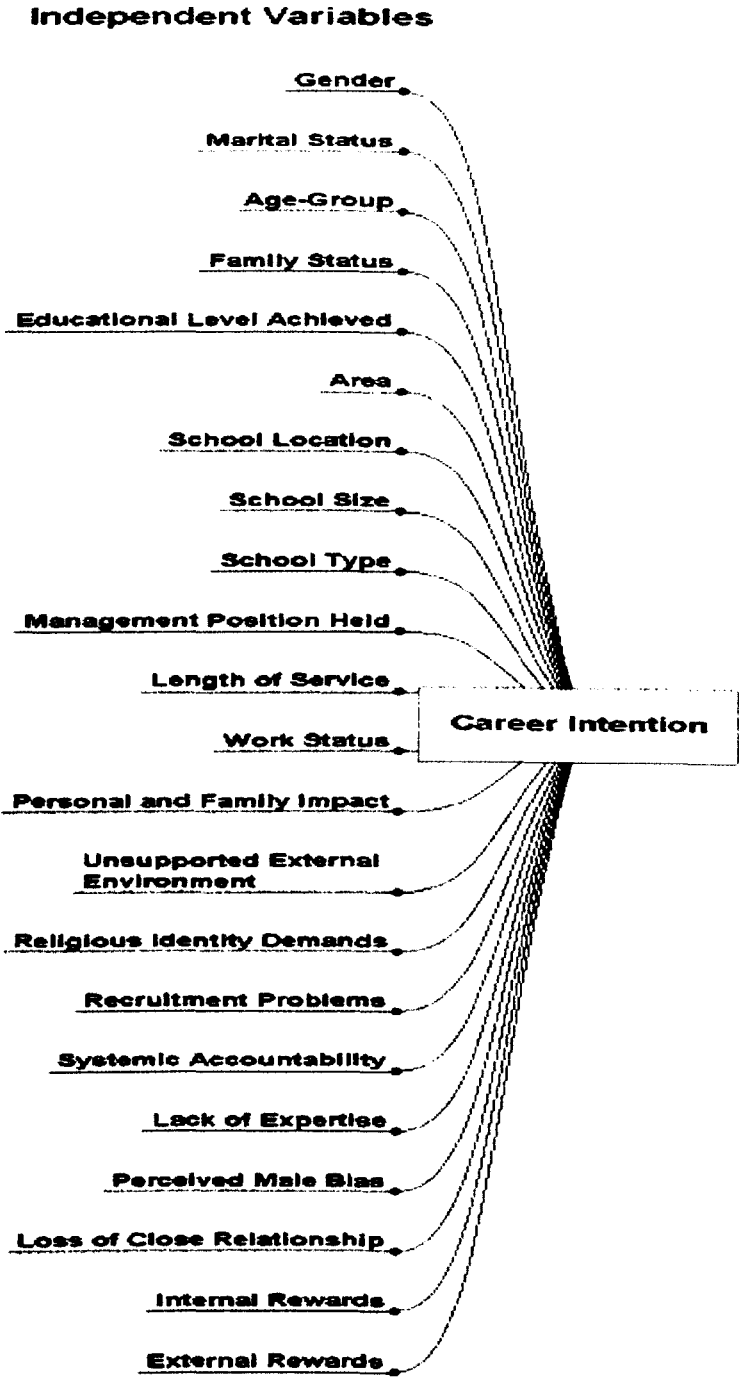 Independent Variables
Gender
Marital Status
Age-Group
Family Status
Educational Level Achieved
Area
School Location
School Size
School Type
Management Position Held
Length of Service
Career Intention
Work Status
Personal and Family Impact
Unsupported External
Environment
Religious Identity Demands
Recruitment Problems
Systemic Accountability
Lack of Expertise
Perceived Male Bias
Loss of Close Relationship
Internal Rewards
External Rewards